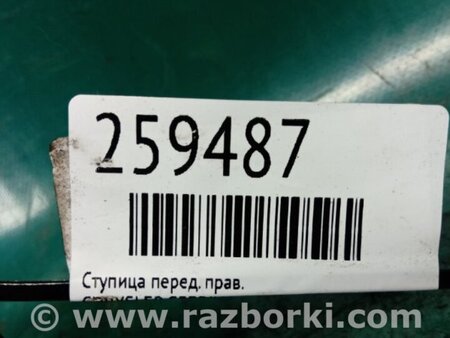 259487
Ступица перед. прав.
www.razborki.com